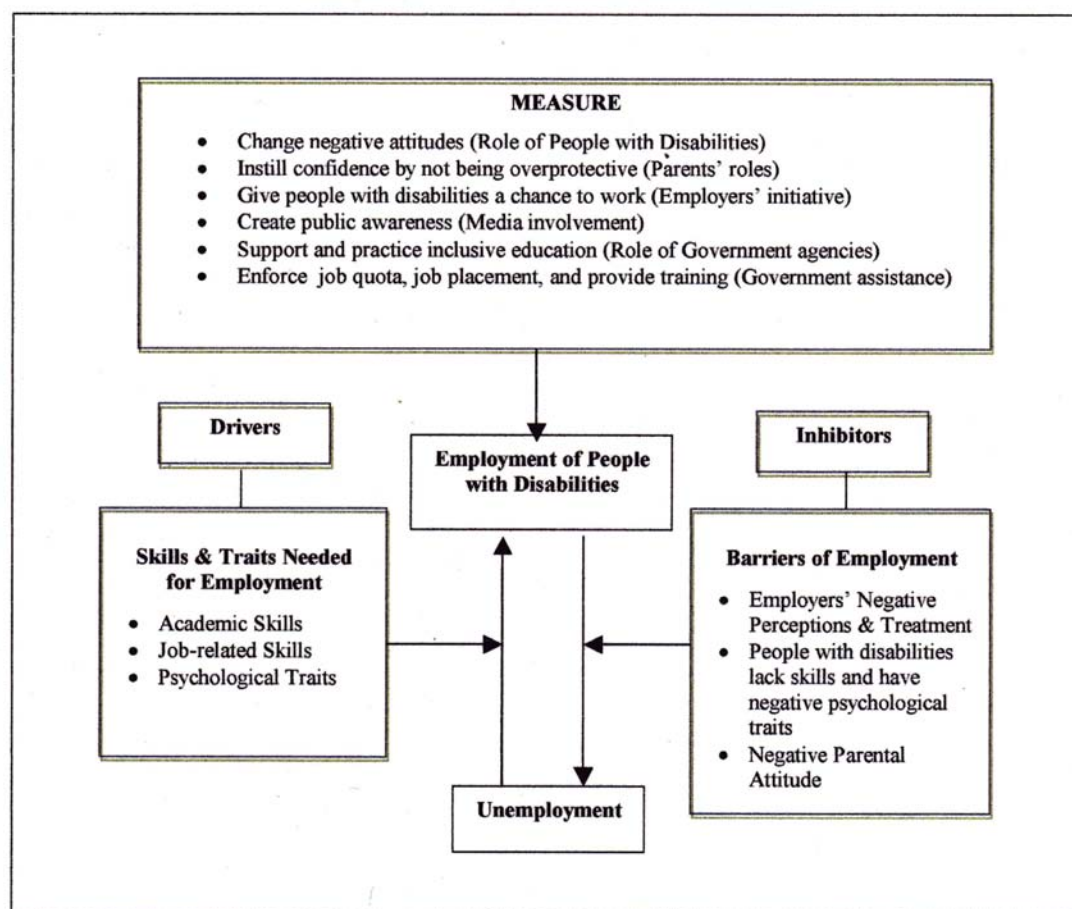 MEASURE
• Change negative attitudes (Role of People with Disabilities)
• Instill confidence by not being overprotective (Parents' roles)
• Give people with disabilities a chance to work (Employers' initiative)
• Create public awareness (Media involvement)
• Support and practice inclusive education (Role of Government agencies)
• Enforce job quota, job placement, and provide training (Government assistance)
Drivers
Employment of People
with Disabilities
Inhibitors
Skills & Traits Needed
for Employment
• Academic Skills
• Job-related Skills
• Psychological Traits
Barriers of Employment
• Employers' Negative
Perceptions & Treatment
• People with disabilities
lack skills and have
negative psychological
traits
• Negative Parental
Attitude
Unemployment